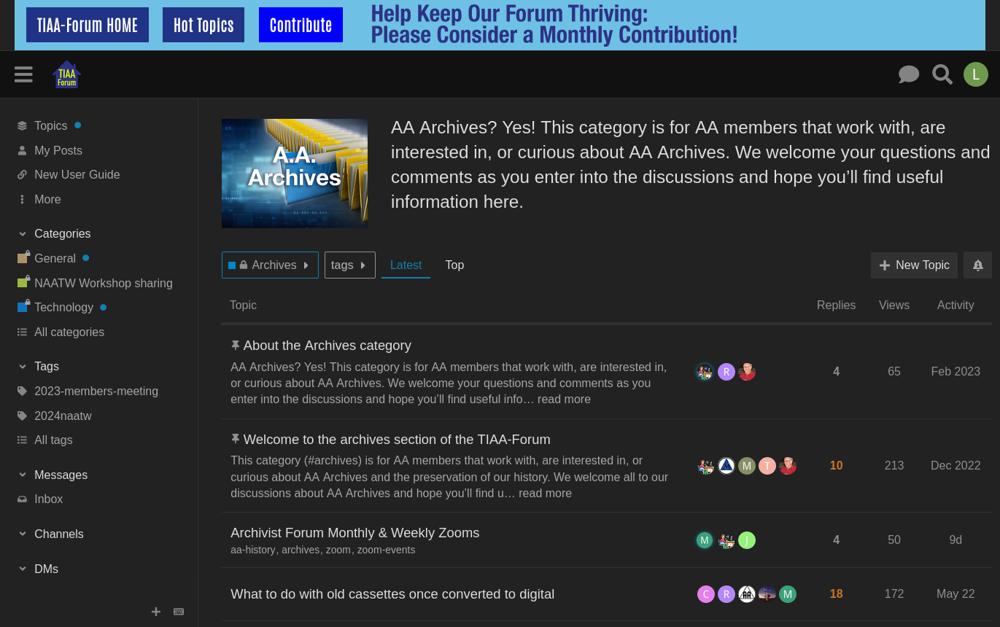 TIAA-Forum HOME
Hot Topics
Contribute
Help Keep Our Forum Thriving:
Please Consider a Monthly Contribution!
TIAA
Forum
L
Topics
My Posts
New User Guide
More
Categories
General
NAATW Workshop sharing
Technology
All categories
Tags
2023-members-meeting
2024naatw
All tags
Messages
Inbox
Channels
DMs
A.A.
Archives
AA Archives? Yes! This category is for AA members that work with, are
interested in, or curious about AA Archives. We welcome your questions and
comments as you enter into the discussions and hope you’ll find useful
information here.
Archives
tags
Latest
Top
New Topic
Topic Replies Views Activity
About the Archives category
AA Archives? Yes! This category is for AA members that work with, are interested in,
or curious about AA Archives. We welcome your questions and comments as you
enter into the discussions and hope you’ll find useful info… read more
R
4 65 Feb 2023
Welcome to the archives section of the TIAA-Forum
This category (#archives) is for AA members that work with, are interested in, or
curious about AA Archives and the preservation of our history. We welcome all to our
discussions about AA Archives and hope you’ll find u… read more
M T
10 213 Dec 2022
Archivist Forum Monthly & Weekly Zooms
aa-history, archives, zoom, zoom-events
M J
4 50 9d
What to do with old cassettes once converted to digital
C R AA M
18 172 May 22